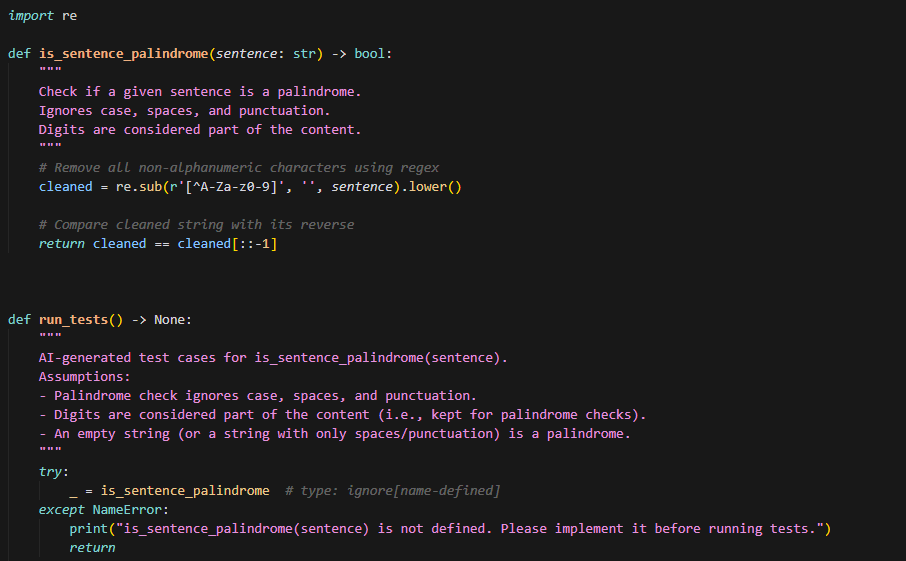 import re
def is_sentence_palindrome(sentence: str) -> bool:
    """
    Check if a given sentence is a palindrome.
    Ignores case, spaces, and punctuation.
    Digits are considered part of the content.
    """
    # Remove all non-alphanumeric characters using regex
    cleaned = re.sub(r'[^A-Za-z0-9]', '', sentence).lower()
    # Compare cleaned string with its reverse
    return cleaned == cleaned[::-1]
def run_tests() -> None:
    """
    AI-generated test cases for is_sentence_palindrome(sentence).
    Assumptions:
    - Palindrome check ignores case, spaces, and punctuation.
    - Digits are considered part of the content (i.e., kept for palindrome checks).
    - An empty string (or a string with only spaces/punctuation) is a palindrome.
    """
    try:
        _ = is_sentence_palindrome  # type: ignore[name-defined]
    except NameError:
        print("is_sentence_palindrome(sentence) is not defined. Please implement it before running tests.")
        return